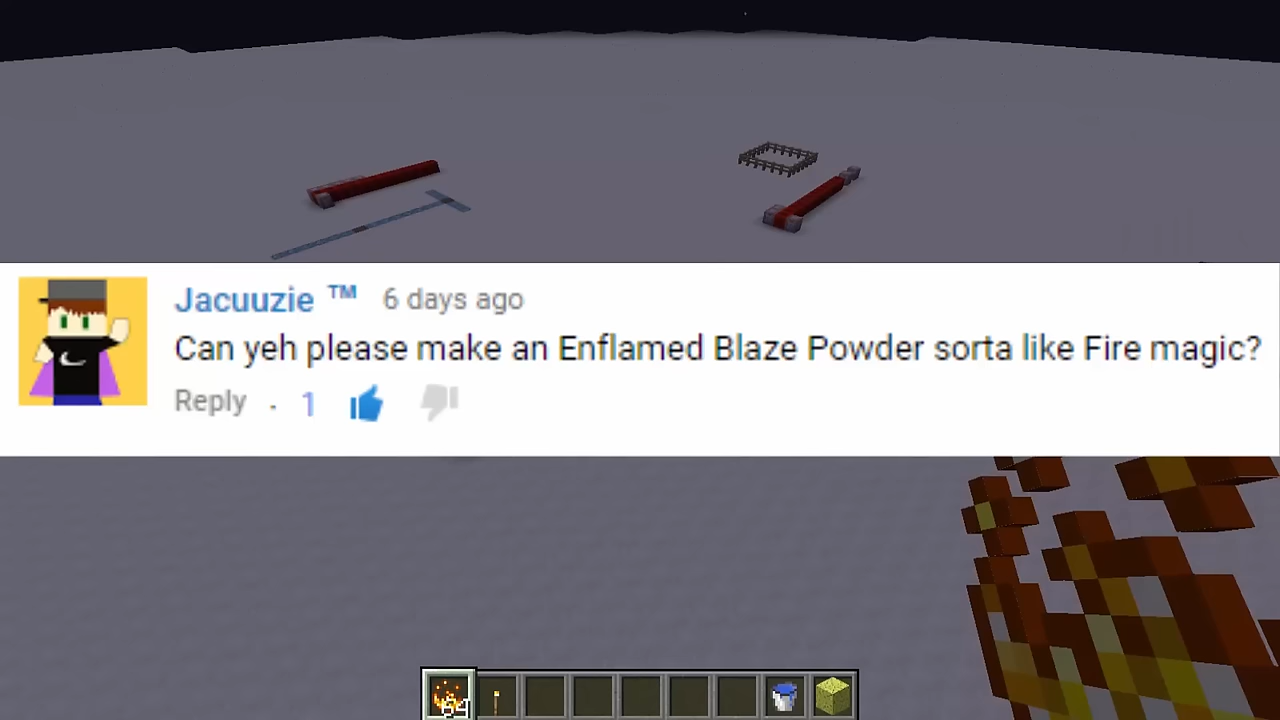 Jacuuzie ™ 6 days ago
Can yeh please make an Enflamed Blaze Powder sorta like Fire magic?
Reply · 1
64